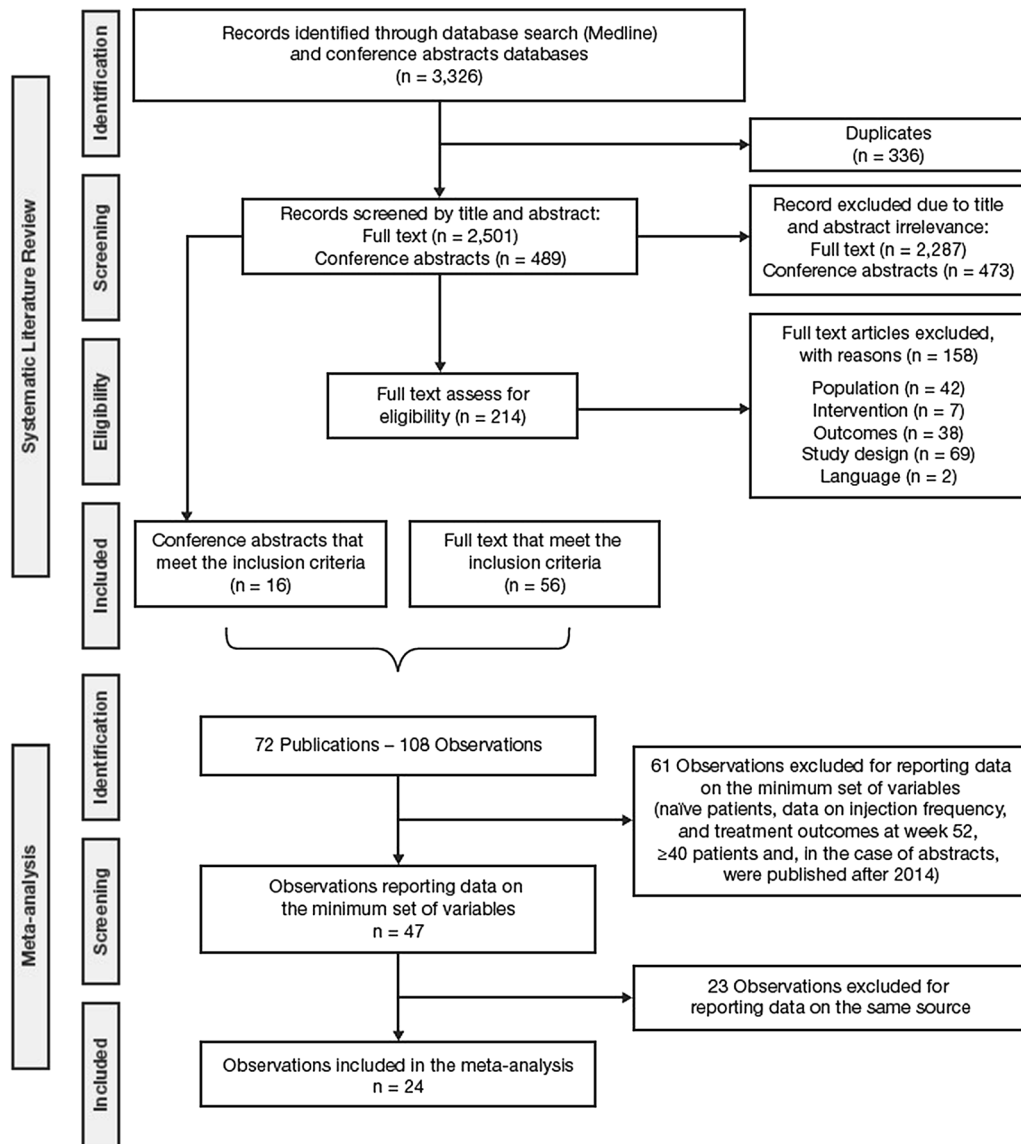 Systematic Literature Review
Identification
Records identified through database search (Medline)
and conference abstracts databases
(n = 3,326)
Duplicates
(n = 336)
Screening
Records screened by title and abstract:
Full text (n = 2,501)
Conference abstracts (n = 489)
Record excluded due to title
and abstract irrelevance:
Full text (n = 2,287)
Conference abstracts (n = 473)
Eligibility
Full text assess for
eligibility (n = 214)
Full text articles excluded,
with reasons (n = 158)
Population (n = 42)
Intervention (n = 7)
Outcomes (n = 38)
Study design (n = 69)
Language (n = 2)
Included
Conference abstracts that
meet the inclusion criteria
(n = 16)
Full text that meet the
inclusion criteria
(n = 56)
Meta-analysis
Identification
72 Publications – 108 Observations
61 Observations excluded for reporting data
on the minimum set of variables
(naïve patients, data on injection frequency,
and treatment outcomes at week 52,
≥40 patients and, in the case of abstracts,
were published after 2014)
Screening
Observations reporting data on
the minimum set of variables
n = 47
23 Observations excluded for
reporting data on the same source
Included
Observations included in the meta-analysis
n = 24